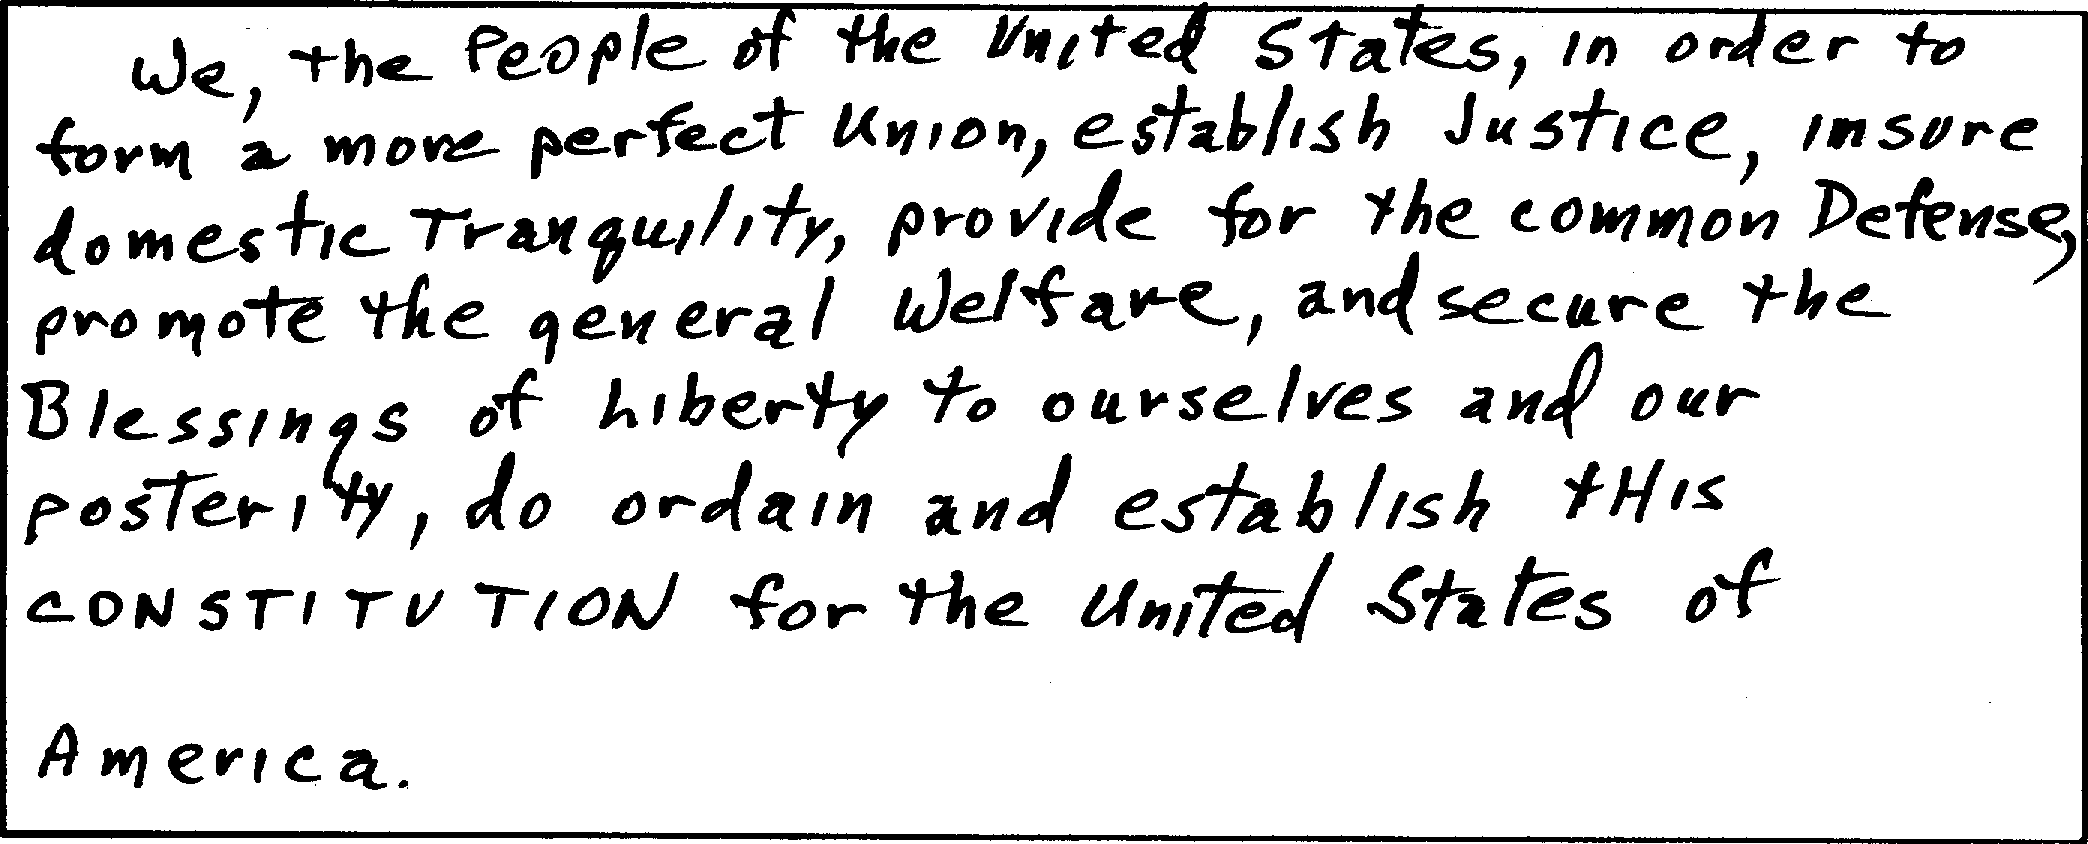 We, the People of the United States, in order to
form a more perfect Union, establish Justice, insure
domestic Tranquility, provide for the common Defense,
promote the general Welfare, and secure the
Blessings of Liberty to ourselves and our
posterity, do ordain and establish tHis
CONSTITUTION for the United States of
America.